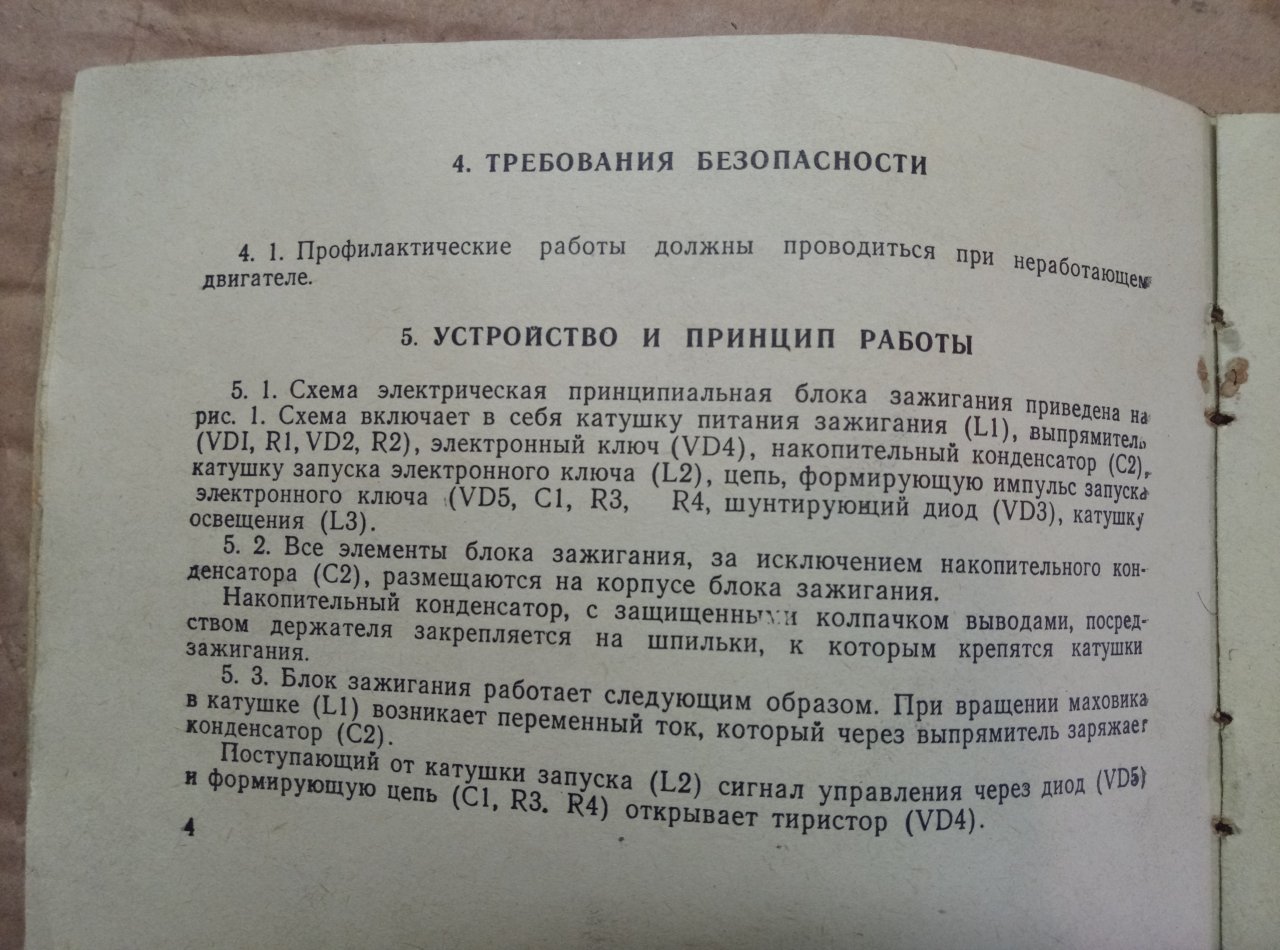 4. ТРЕБОВАНИЯ БЕЗОПАСНОСТИ
4. 1. Профилактические работы должны проводиться при неработающем
двигателе.
5. УСТРОЙСТВО И ПРИНЦИП РАБОТЫ
5. 1. Схема электрическая принципиальная блока зажигания приведена на
рис. 1. Схема включает в себя катушку питания зажигания (L1), выпрямитель
(VDI, R1, VD2, R2), электронный ключ (VD4), накопительный конденсатор (C2),
катушку запуска электронного ключа (L2), цепь, формирующую импульс запуска
электронного ключа (VD5, C1, R3, R4, шунтирующий диод (VD3), катушку
освещения (L3).
5. 2. Все элементы блока зажигания, за исключением накопительного кон-
денсатора (C2), размещаются на корпусе блока зажигания.
Накопительный конденсатор, с защищенными колпачком выводами, посред-
ством держателя закрепляется на шпильки, к которым крепятся катушки
зажигания.
5. 3. Блок зажигания работает следующим образом. При вращении маховика
в катушке (L1) возникает переменный ток, который через выпрямитель заряжает
конденсатор (C2).
Поступающий от катушки запуска (L2) сигнал управления через диод (VD5)
и формирующую цепь (C1, R3. R4) открывает тиристор (VD4).
4